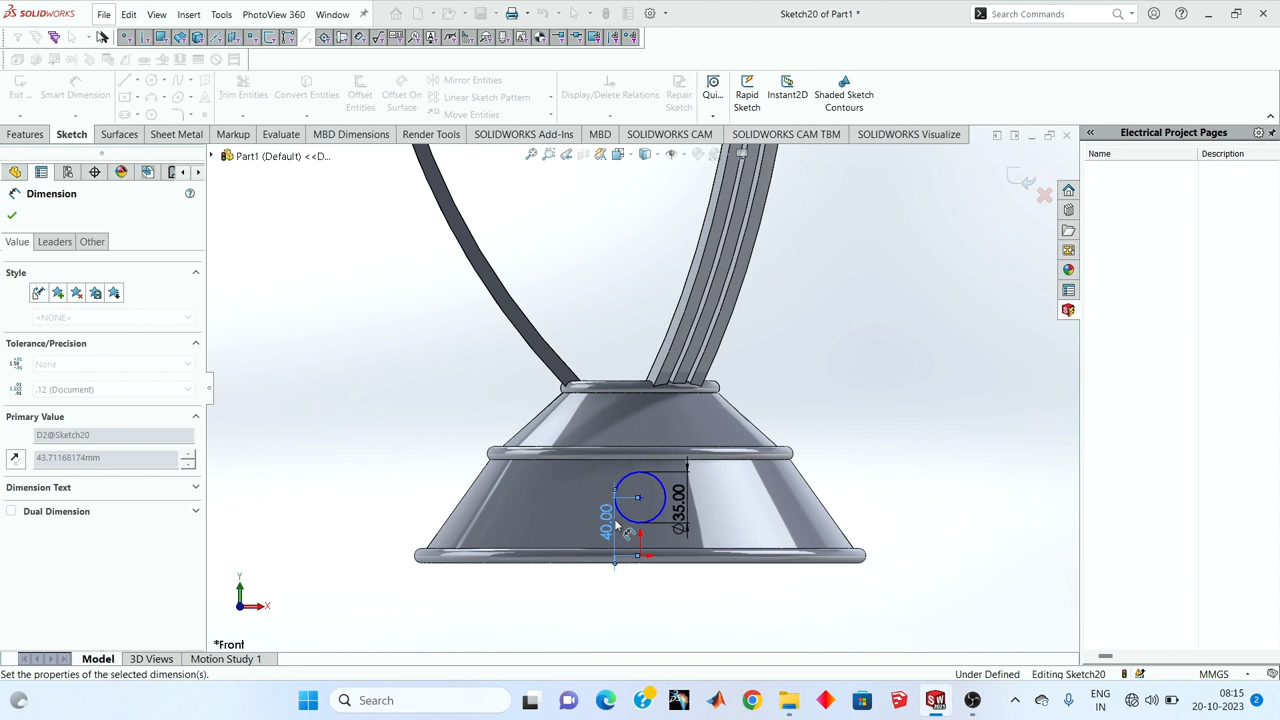 SOLIDWORKS File Edit View Insert Tools PhotoView 360 Window Sketch20 of Part1 * Search Commands
Exit ... Smart Dimension Trim Entities Convert Entities Offset Entities Offset On Surface Mirror Entities Linear Sketch Pattern Move Entities Display/Delete Relations Repair Sketch Qui... Rapid Sketch Instant2D Shaded Sketch Contours
Features Sketch Surfaces Sheet Metal Markup Evaluate MBD Dimensions Render Tools SOLIDWORKS Add-Ins MBD SOLIDWORKS CAM SOLIDWORKS CAM TBM SOLIDWORKS Visualize
Electrical Project Pages
Name Description
Part1 (Default) <<D...
Dimension
Value Leaders Other
Style
<NONE>
Tolerance/Precision
None
.12 (Document)
Primary Value
D2@Sketch20
43.71168174mm
Dimension Text
Dual Dimension
40.00
Ø35.00
Y
X
*Front
Model 3D Views Motion Study 1
Set the properties of the selected dimension(s). Under Defined Editing Sketch20 MMGS
Search
ENG
IN
08:15
20-10-2023
2